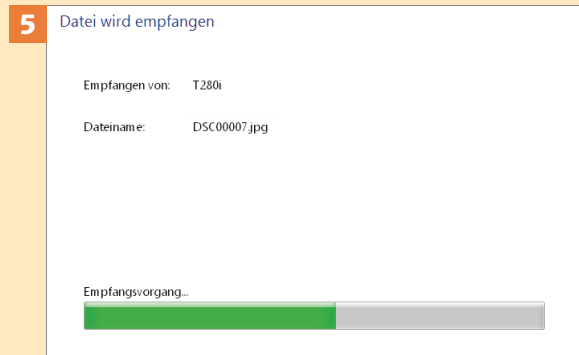 5
Datei wird empfangen
Empfangen von: T280i
Dateiname: DSC00007.jpg
Empfangsvorgang...